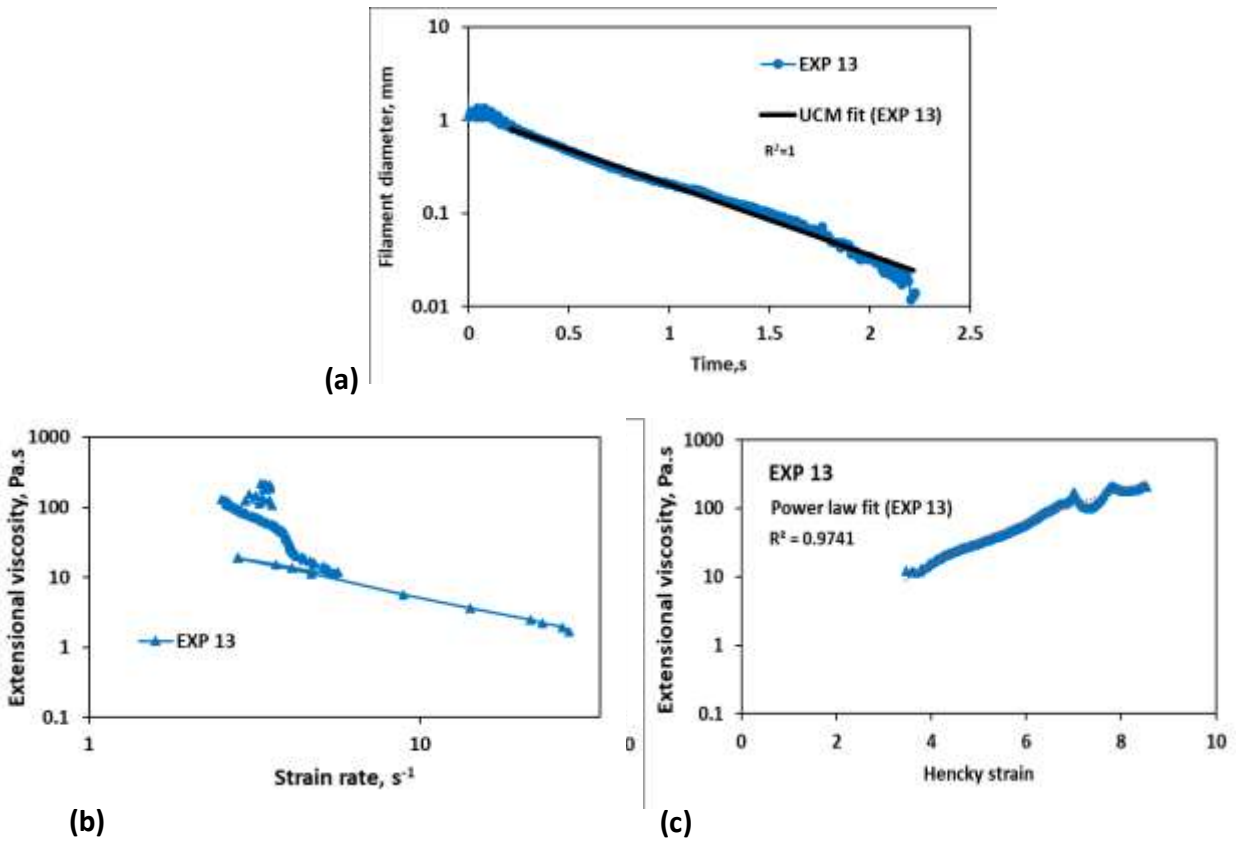 10
EXP 13
1
UCM fit (EXP 13)
R²=1
0.1
0.01
Filament diameter, mm
0 0.5 1 1.5 2 2.5
Time,s
(a)
1000
100
10
1
0.1
Extensional viscosity, Pa.s
EXP 13
1 10 0
Strain rate, s⁻¹
(b)
1000
100
10
1
0.1
Extensional viscosity, Pa.s
EXP 13
Power law fit (EXP 13)
R² = 0.9741
0 2 4 6 8 10
Hencky strain
(c)